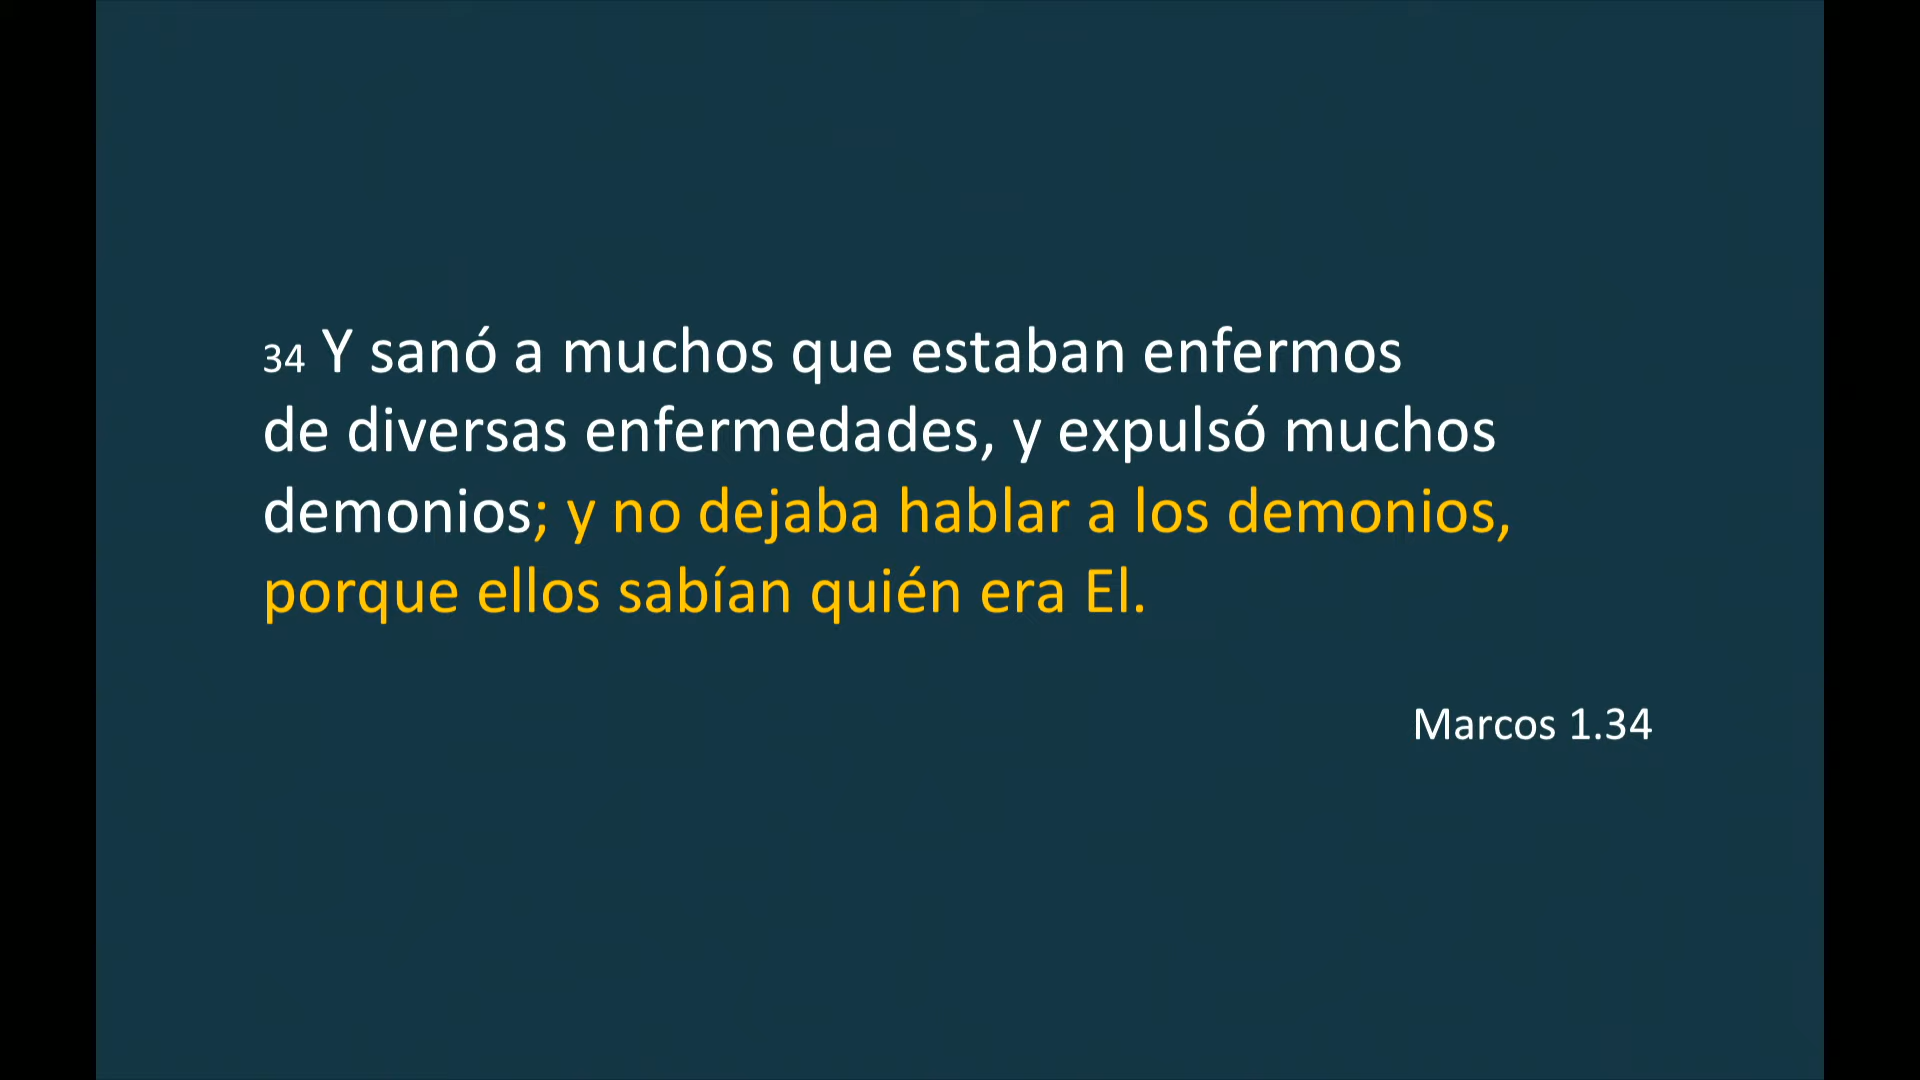 34 Y sanó a muchos que estaban enfermos
de diversas enfermedades, y expulsó muchos
demonios; y no dejaba hablar a los demonios,
porque ellos sabían quién era El.
Marcos 1.34